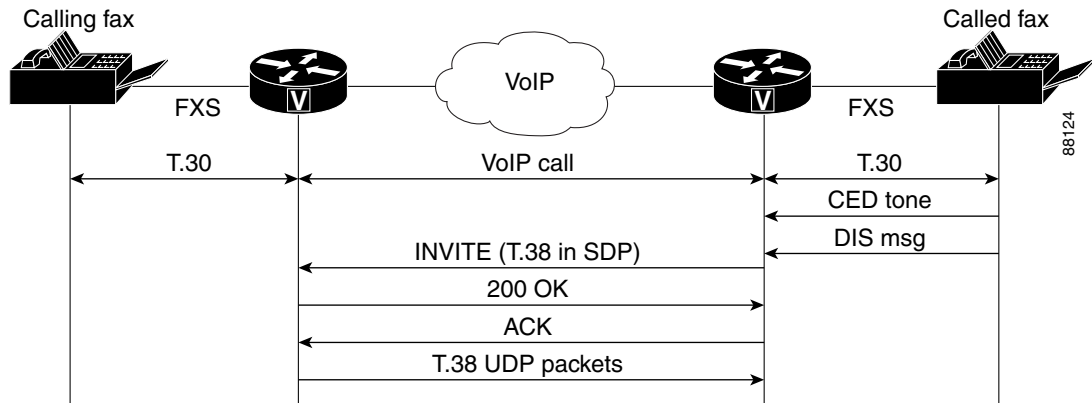 Calling fax
Called fax
VoIP
V
V
FXS
FXS
88124
T.30
VoIP call
T.30
CED tone
DIS msg
INVITE (T.38 in SDP)
200 OK
ACK
T.38 UDP packets